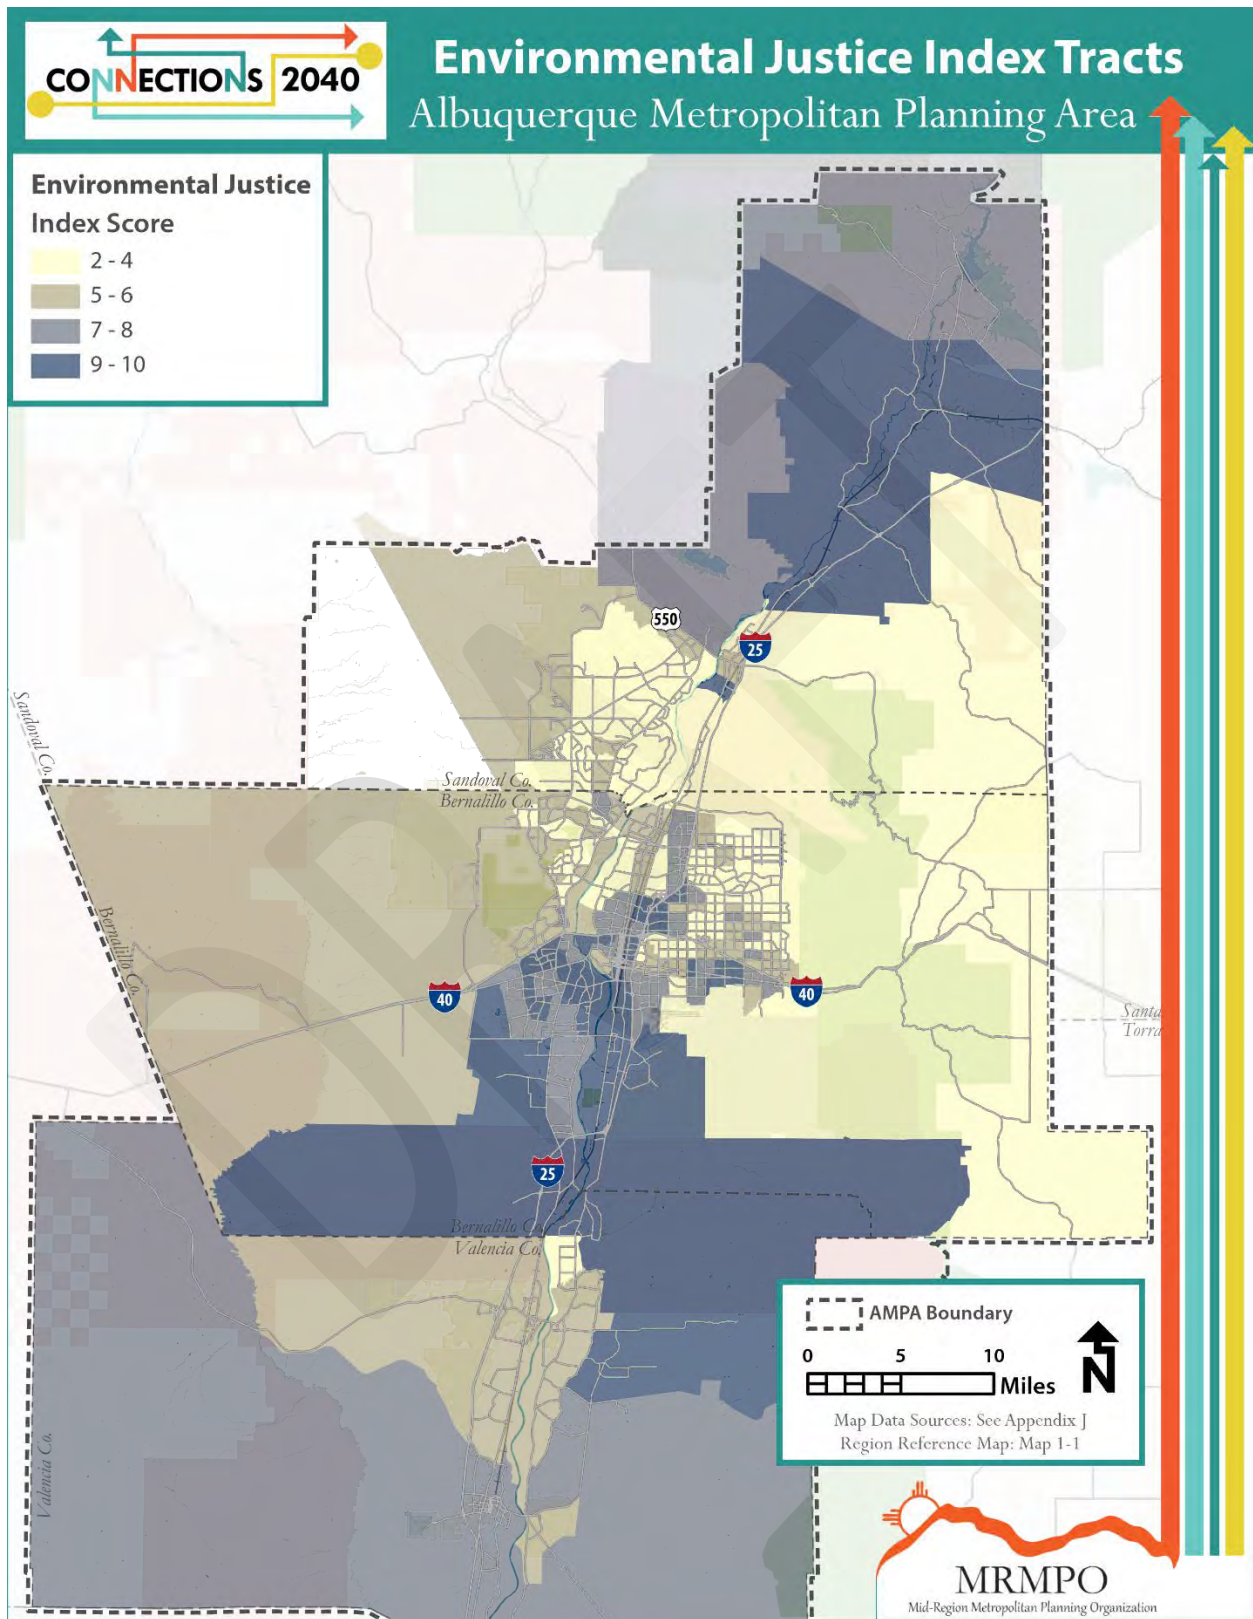 CONNECTIONS 2040
Environmental Justice Index Tracts
Albuquerque Metropolitan Planning Area
Environmental Justice
Index Score
2 - 4
5 - 6
7 - 8
9 - 10
DRAFT
550
25
Sandoval Co.
Sandoval Co.
Bernalillo Co.
Bernalillo Co.
40
40
Santa
Torra
25
Bernalillo Co.
Valencia Co.
Valencia Co.
AMPA Boundary
0 5 10
Miles
N
Map Data Sources: See Appendix J
Region Reference Map: Map 1-1
MRMPO
Mid-Region Metropolitan Planning Organization